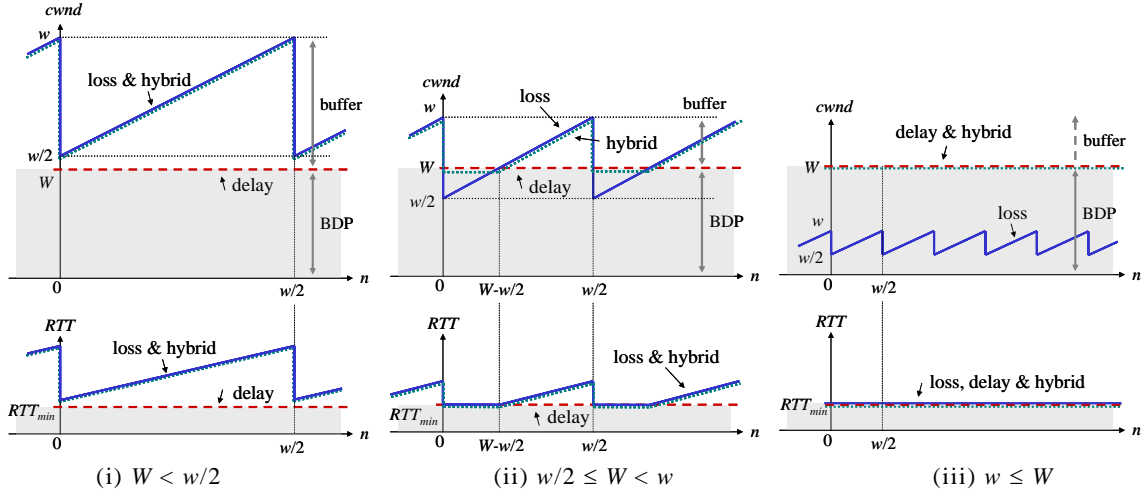 cwnd
w
loss & hybrid
buffer
w/2
W
delay
BDP
0
w/2
n
RTT
loss & hybrid
delay
RTTmin
0
w/2
n
(i) W < w/2
cwnd
w
loss
buffer
hybrid
W
delay
w/2
BDP
0
W-w/2
w/2
n
RTT
loss & hybrid
RTTmin
delay
0
W-w/2
w/2
n
(ii) w/2 ≤ W < w
cwnd
delay & hybrid
buffer
W
w
loss
BDP
w/2
0
w/2
n
RTT
loss, delay & hybrid
RTTmin
0
w/2
n
(iii) w ≤ W